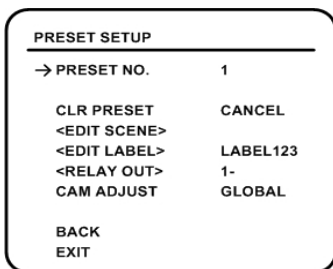 PRESET SETUP
→ PRESET NO. 1
CLR PRESET CANCEL
<EDIT SCENE>
<EDIT LABEL> LABEL123
<RELAY OUT> 1-
CAM ADJUST GLOBAL
BACK
EXIT